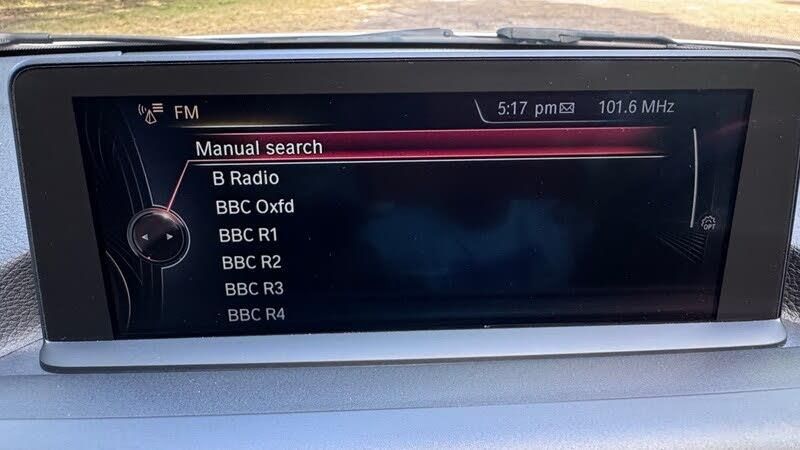 FM
5:17 pm 101.6 MHz
Manual search
B Radio
BBC Oxfd
BBC R1
BBC R2
BBC R3
BBC R4
OPT